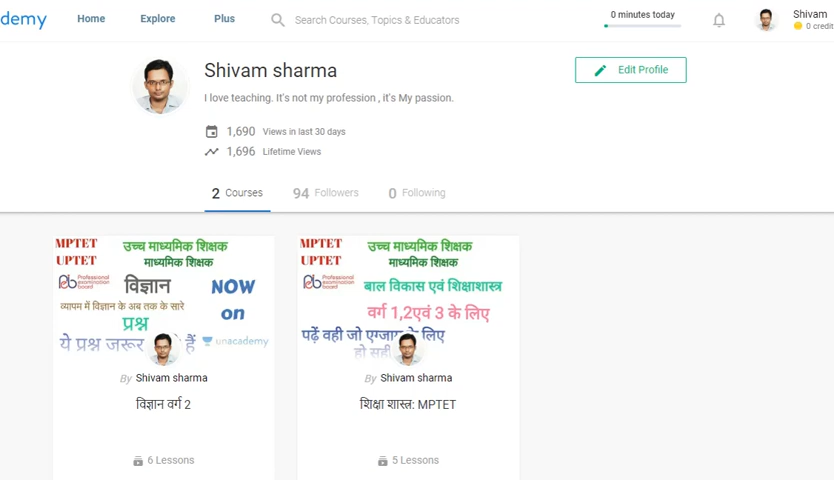 demy Home Explore Plus Search Courses, Topics & Educators 0 minutes today Shivam
0 credit
Shivam sharma Edit Profile
I love teaching. It's not my profession , it's My passion.
1,690 Views in last 30 days
1,696 Lifetime Views
2 Courses 94 Followers 0 Following
MPTET उच्च माध्यमिक शिक्षक
UPTET माध्यमिक शिक्षक
Peb Professional examination board विज्ञान NOW
व्यापम में विज्ञान के अब तक के सारे on
प्रश्न
ये प्रश्न जरूर हैं unacademy
By Shivam sharma
विज्ञान वर्ग 2
6 Lessons
MPTET उच्च माध्यमिक शिक्षक
UPTET माध्यमिक शिक्षक
Peb Professional examination board बाल विकास एवं शिक्षाशास्त्र
वर्ग 1,2एवं 3 के लिए
पढ़ें वही जो एग्जाम के लिए
हो सही
By Shivam sharma
शिक्षा शास्त्र: MPTET
5 Lessons